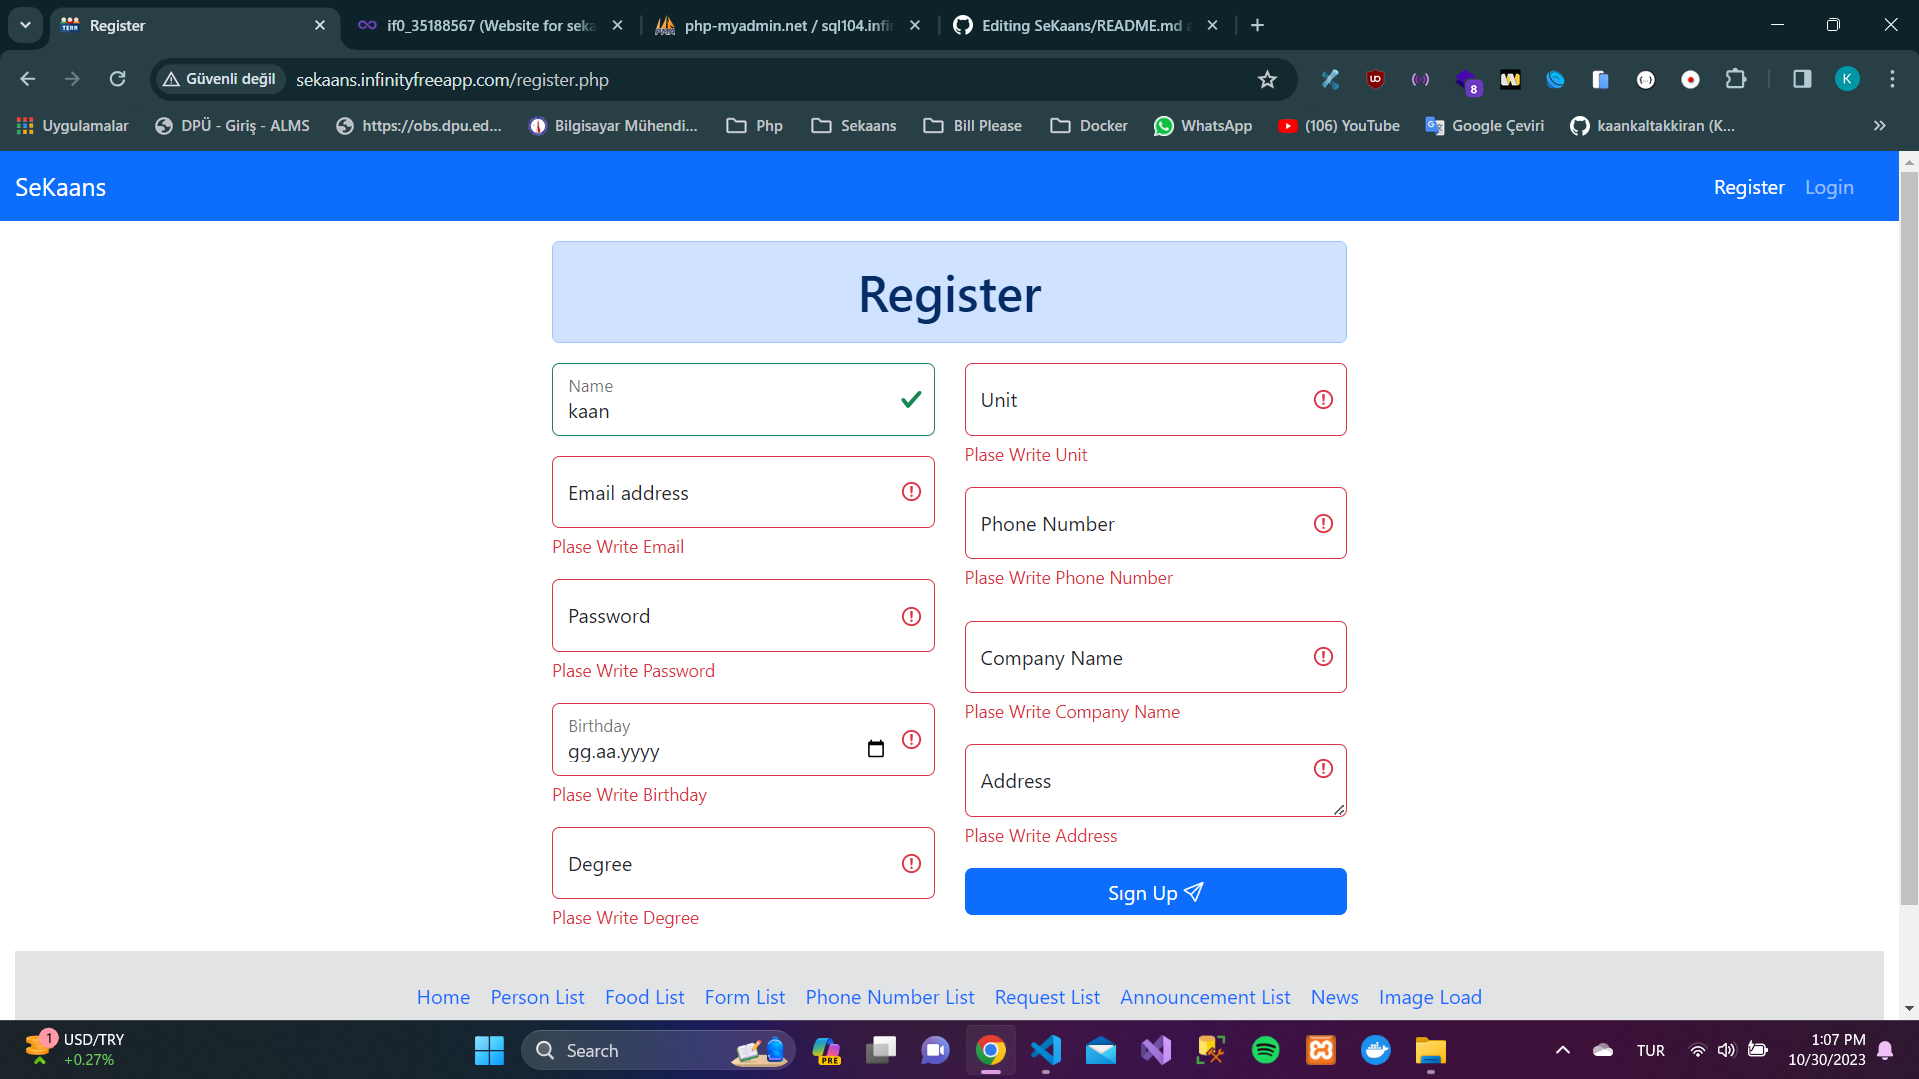 Register
if0_35188567 (Website for seka
php-myadmin.net / sql104.infi
Editing SeKaans/README.md a
Güvenli değil
sekaans.infinityfreeapp.com/register.php
8
K
Uygulamalar
DPÜ - Giriş - ALMS
https://obs.dpu.ed...
Bilgisayar Mühendi...
Php
Sekaans
Bill Please
Docker
WhatsApp
(106) YouTube
Google Çeviri
kaankaltakkiran (K...
SeKaans
Register
Login
Register
Name
kaan
Email address
Plase Write Email
Password
Plase Write Password
Birthday
gg.aa.yyyy
Plase Write Birthday
Degree
Plase Write Degree
Unit
Plase Write Unit
Phone Number
Plase Write Phone Number
Company Name
Plase Write Company Name
Address
Plase Write Address
Sıgn Up
Home
Person List
Food List
Form List
Phone Number List
Request List
Announcement List
News
Image Load
1
USD/TRY
+0.27%
Search
PRE
TUR
1:07 PM
10/30/2023